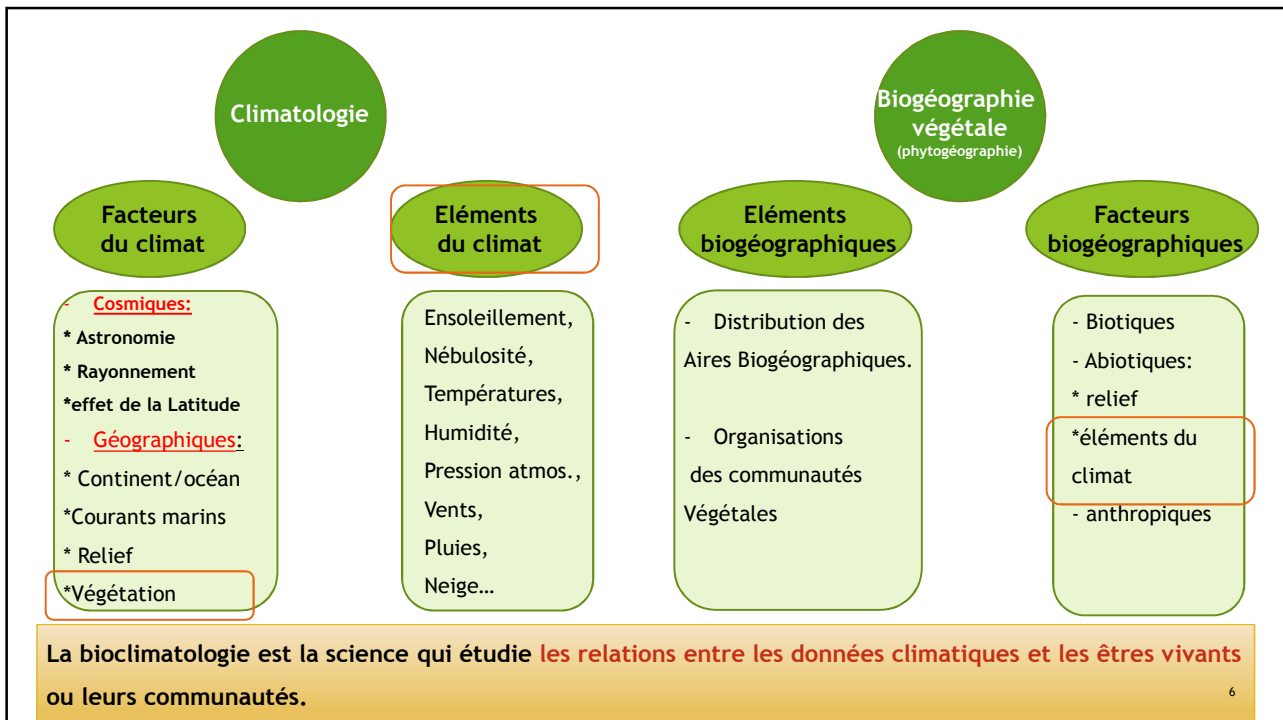 Climatologie
Biogéographie
végétale
(phytogéographie)
Facteurs
du climat
Eléments
du climat
Eléments
biogéographiques
Facteurs
biogéographiques
- Cosmiques:
* Astronomie
* Rayonnement
*effet de la Latitude
- Géographiques:
* Continent/océan
*Courants marins
* Relief
*Végétation
Ensoleillement,
Nébulosité,
Températures,
Humidité,
Pression atmos.,
Vents,
Pluies,
Neige…
- Distribution des
Aires Biogéographiques.
- Organisations
des communautés
Végétales
- Biotiques
- Abiotiques:
* relief
*éléments du
climat
- anthropiques
La bioclimatologie est la science qui étudie les relations entre les données climatiques et les êtres vivants
ou leurs communautés.
6